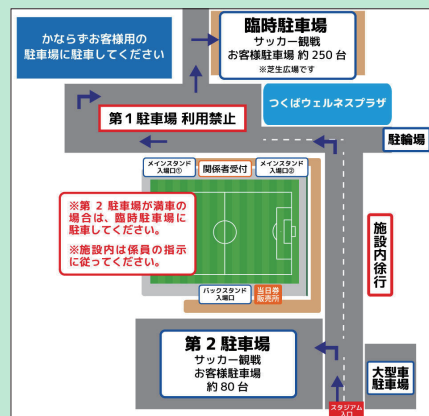 かならずお客様用の
駐車場に駐車してください
臨時駐車場
サッカー観戦
お客様駐車場 約250台
※芝生広場です
つくばウェルネスプラザ
第1駐車場 利用禁止
駐輪場
メインスタンド
入場口①
関係者受付
メインスタンド
入場口②
※第2駐車場が満車の
場合は、臨時駐車場に
駐車してください。
※施設内は係員の指示
に従ってください。
施設内徐行
バックスタンド
入場口
当日券
販売所
第2駐車場
サッカー観戦
お客様駐車場
約80台
大型車
駐車場
スタジアム
入口